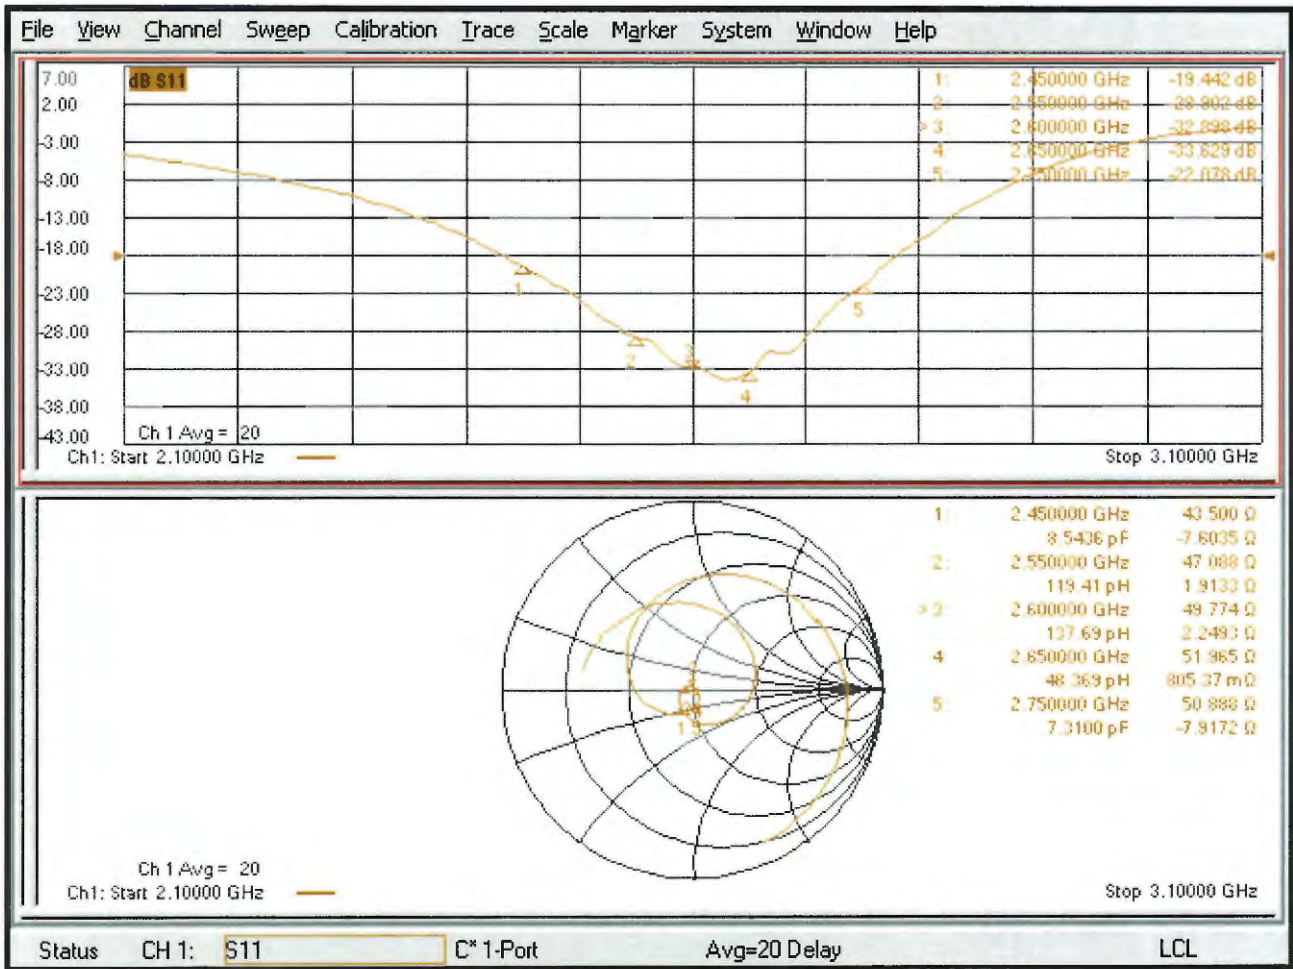 File View Channel Sweep Calibration Trace Scale Marker System Window Help
7.00
dB S11
2.00
-3.00
-8.00
-13.00
-18.00
-23.00
-28.00
-33.00
-38.00
-43.00
1: 2.450000 GHz -19.442 dB
2: 2.550000 GHz -28.802 dB
> 3: 2.600000 GHz -32.898 dB
4: 2.650000 GHz -33.629 dB
5: 2.750000 GHz -22.078 dB
1
2
3
4
5
Ch 1 Avg = 20
Ch1: Start 2.10000 GHz
Stop 3.10000 GHz
1: 2.450000 GHz 43.500 Ω
8.5436 pF -7.6035 Ω
2: 2.550000 GHz 47.088 Ω
119.41 pH 1.9133 Ω
> 3: 2.600000 GHz 49.774 Ω
137.69 pH 2.2493 Ω
4 2.650000 GHz 51.965 Ω
48.369 pH 805.37 mΩ
5: 2.750000 GHz 50.888 Ω
7.3100 pF -7.9172 Ω
1
Ch 1 Avg = 20
Ch1: Start 2.10000 GHz
Stop 3.10000 GHz
Status CH 1: S11 C* 1-Port Avg=20 Delay LCL